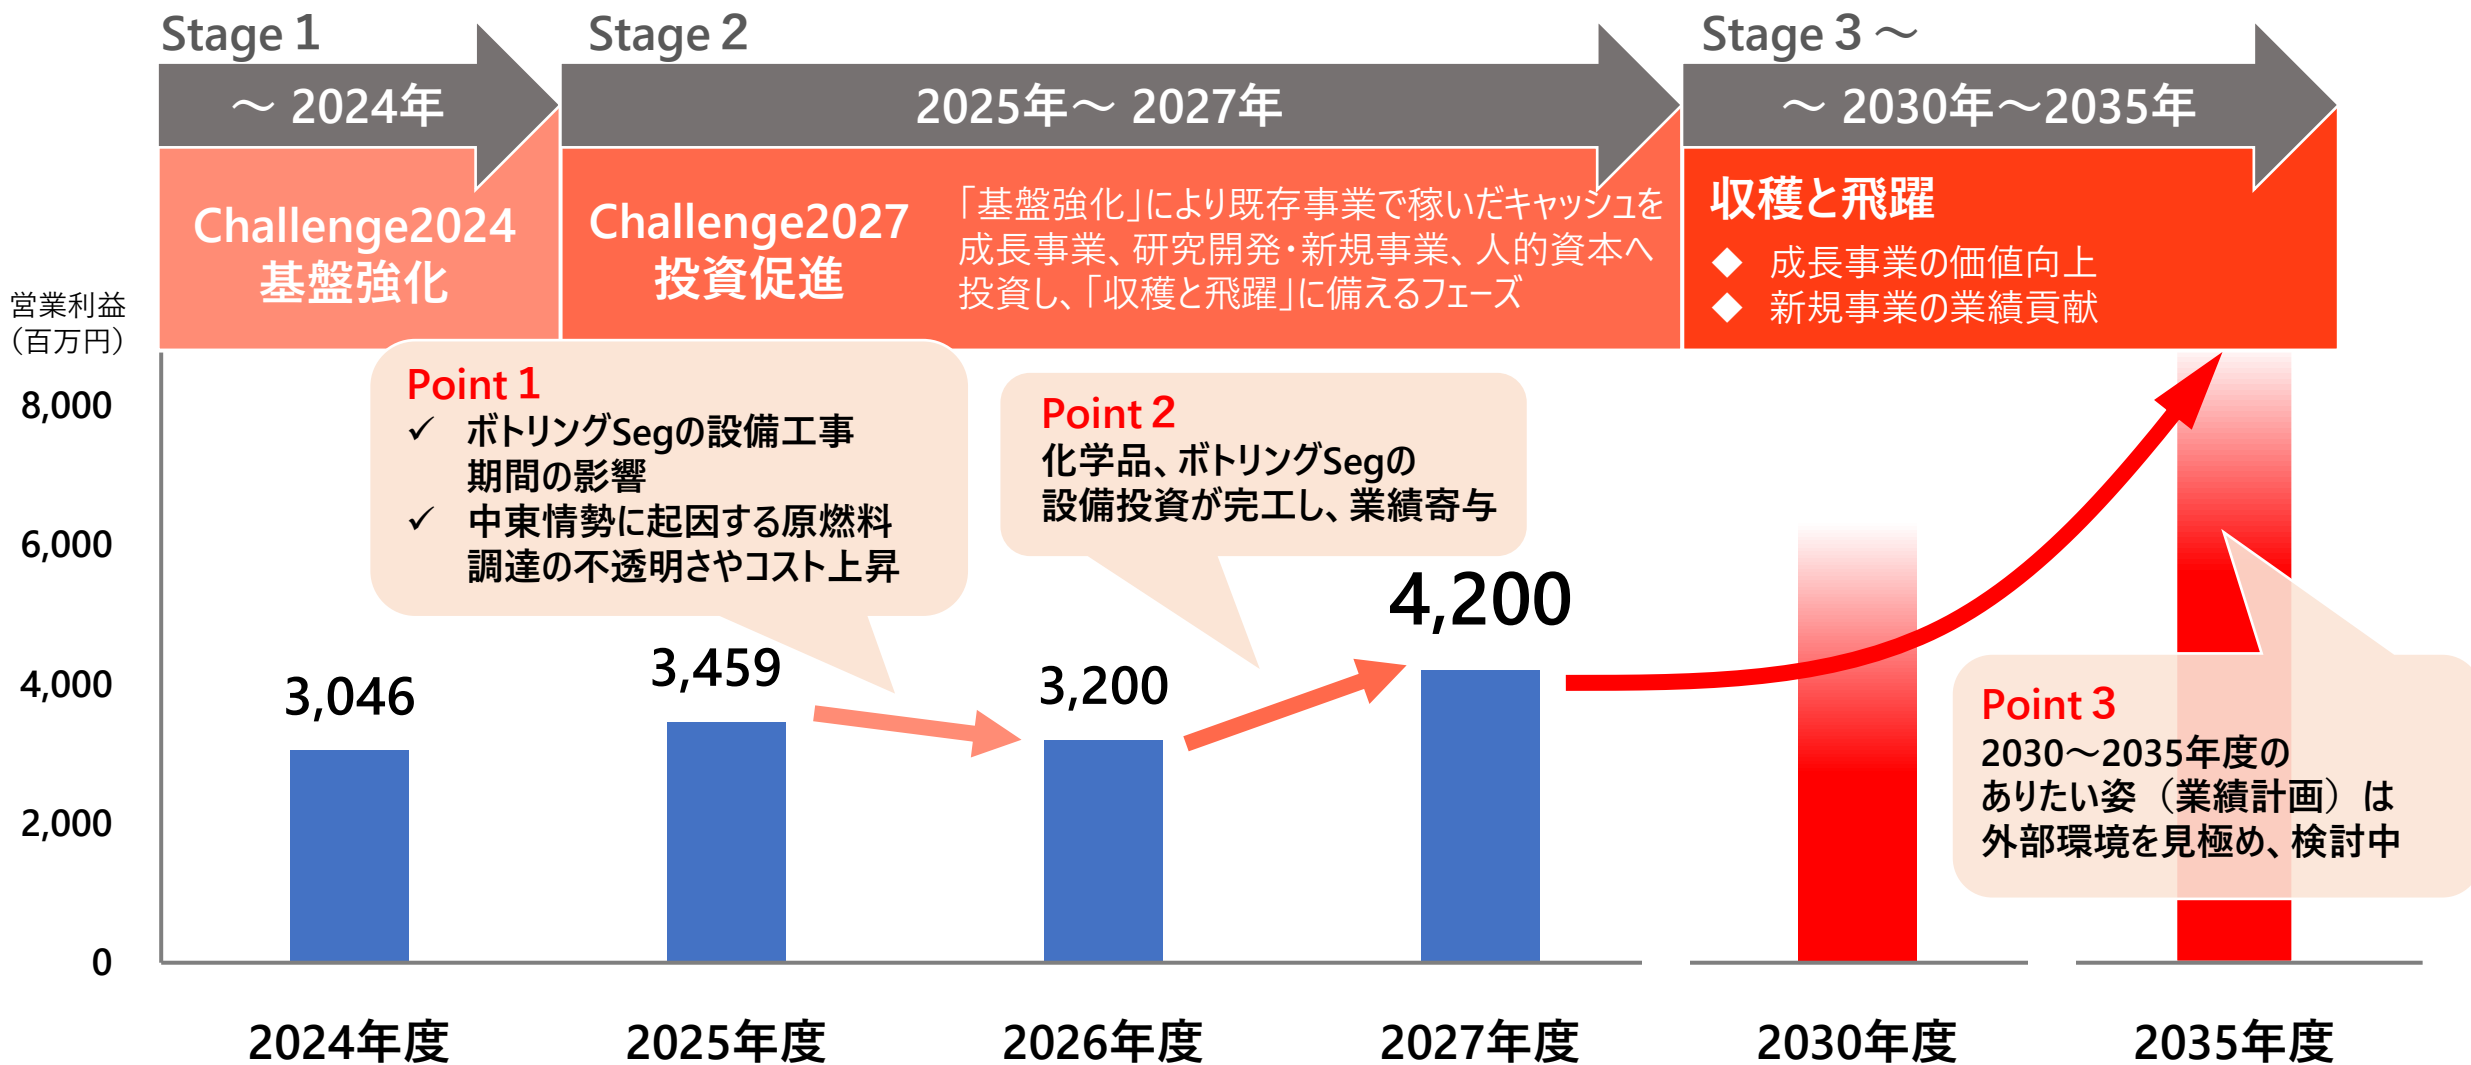 Stage 1
Stage 2
Stage 3 ～
～ 2024年
2025年～ 2027年
～ 2030年～2035年
Challenge2024
基盤強化
Challenge2027
投資促進
「基盤強化」により既存事業で稼いだキャッシュを
成長事業、研究開発・新規事業、人的資本へ
投資し、「収穫と飛躍」に備えるフェーズ
収穫と飛躍
◆ 成長事業の価値向上
◆ 新規事業の業績貢献
営業利益
（百万円）
8,000
6,000
4,000
2,000
0
Point 1
✓ ボトリングSegの設備工事
期間の影響
✓ 中東情勢に起因する原燃料
調達の不透明さやコスト上昇
Point 2
化学品、ボトリングSegの
設備投資が完工し、業績寄与
Point 3
2030～2035年度の
ありたい姿（業績計画）は
外部環境を見極め、検討中
3,046
3,459
3,200
4,200
2024年度
2025年度
2026年度
2027年度
2030年度
2035年度